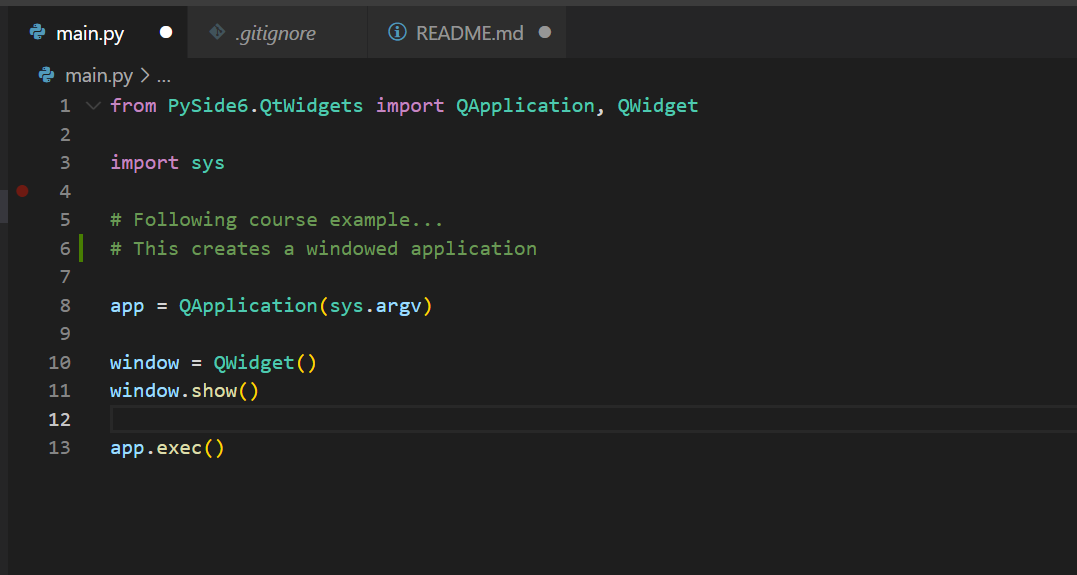 main.py .gitignore README.md
main.py > ...
1 from PySide6.QtWidgets import QApplication, QWidget
2
3 import sys
4
5 # Following course example...
6 # This creates a windowed application
7
8 app = QApplication(sys.argv)
9
10 window = QWidget()
11 window.show()
12
13 app.exec()